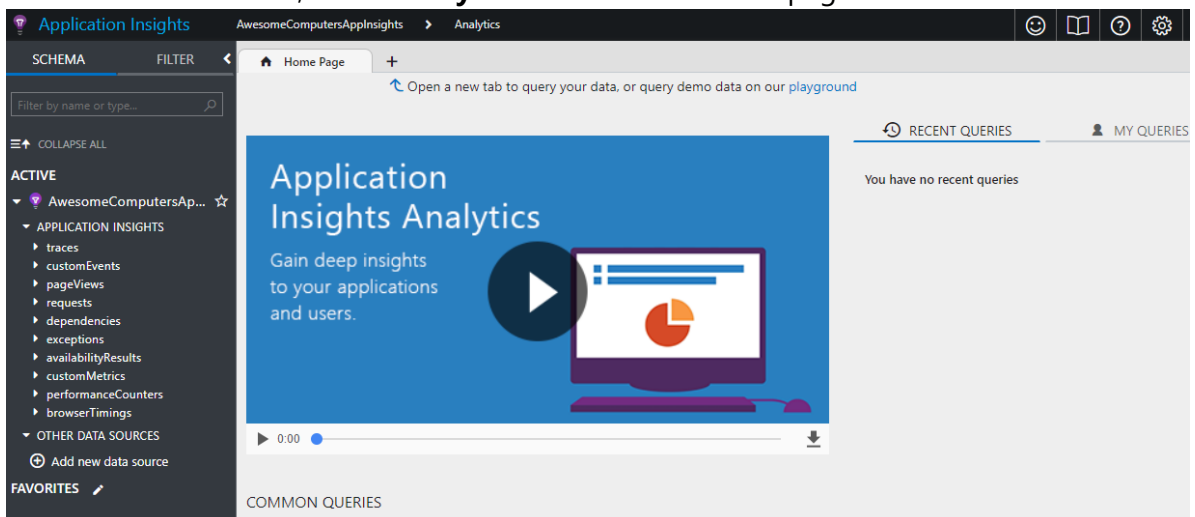 Application Insights
AwesomeComputersAppInsights > Analytics
SCHEMA FILTER
Home Page +
Open a new tab to query your data, or query demo data on our playground
Filter by name or type...
RECENT QUERIES MY QUERIES
COLLAPSE ALL
You have no recent queries
ACTIVE
AwesomeComputersAp...
APPLICATION INSIGHTS
traces
customEvents
pageViews
requests
dependencies
exceptions
availabilityResults
customMetrics
performanceCounters
browserTimings
OTHER DATA SOURCES
Add new data source
FAVORITES
Application
Insights Analytics
Gain deep insights
to your applications
and users.
0:00
COMMON QUERIES